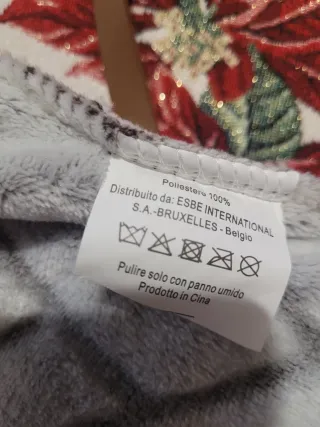 Poliestere 100%
Distribuito da: ESBE INTERNATIONAL
S.A.-BRUXELLES - Belgio
Pulire solo con panno umido
Prodotto in Cina